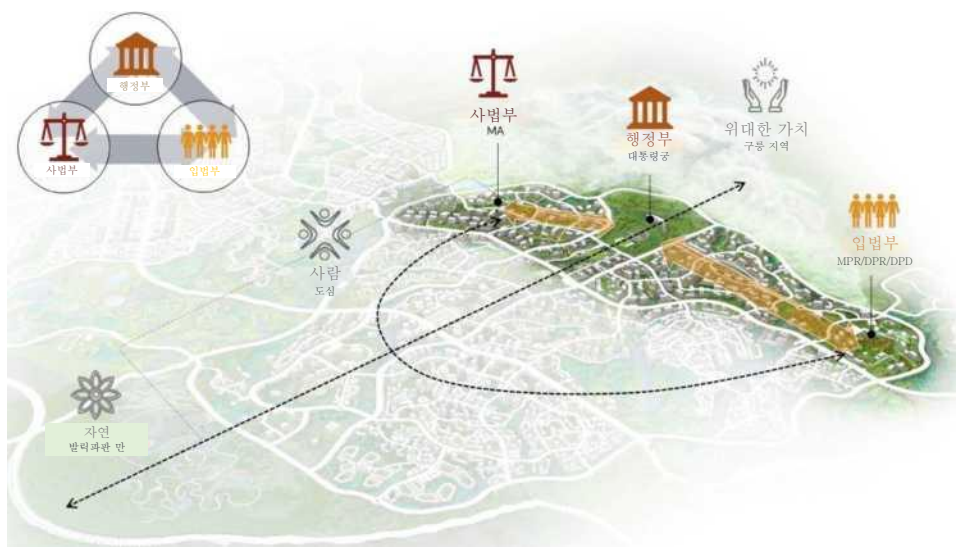 행정부
사법부
입법부
사법부
MA
행정부
대통령궁
위대한 가치
구릉 지역
입법부
MPR/DPR/DPD
사람
도심
자연
발릭파판 만